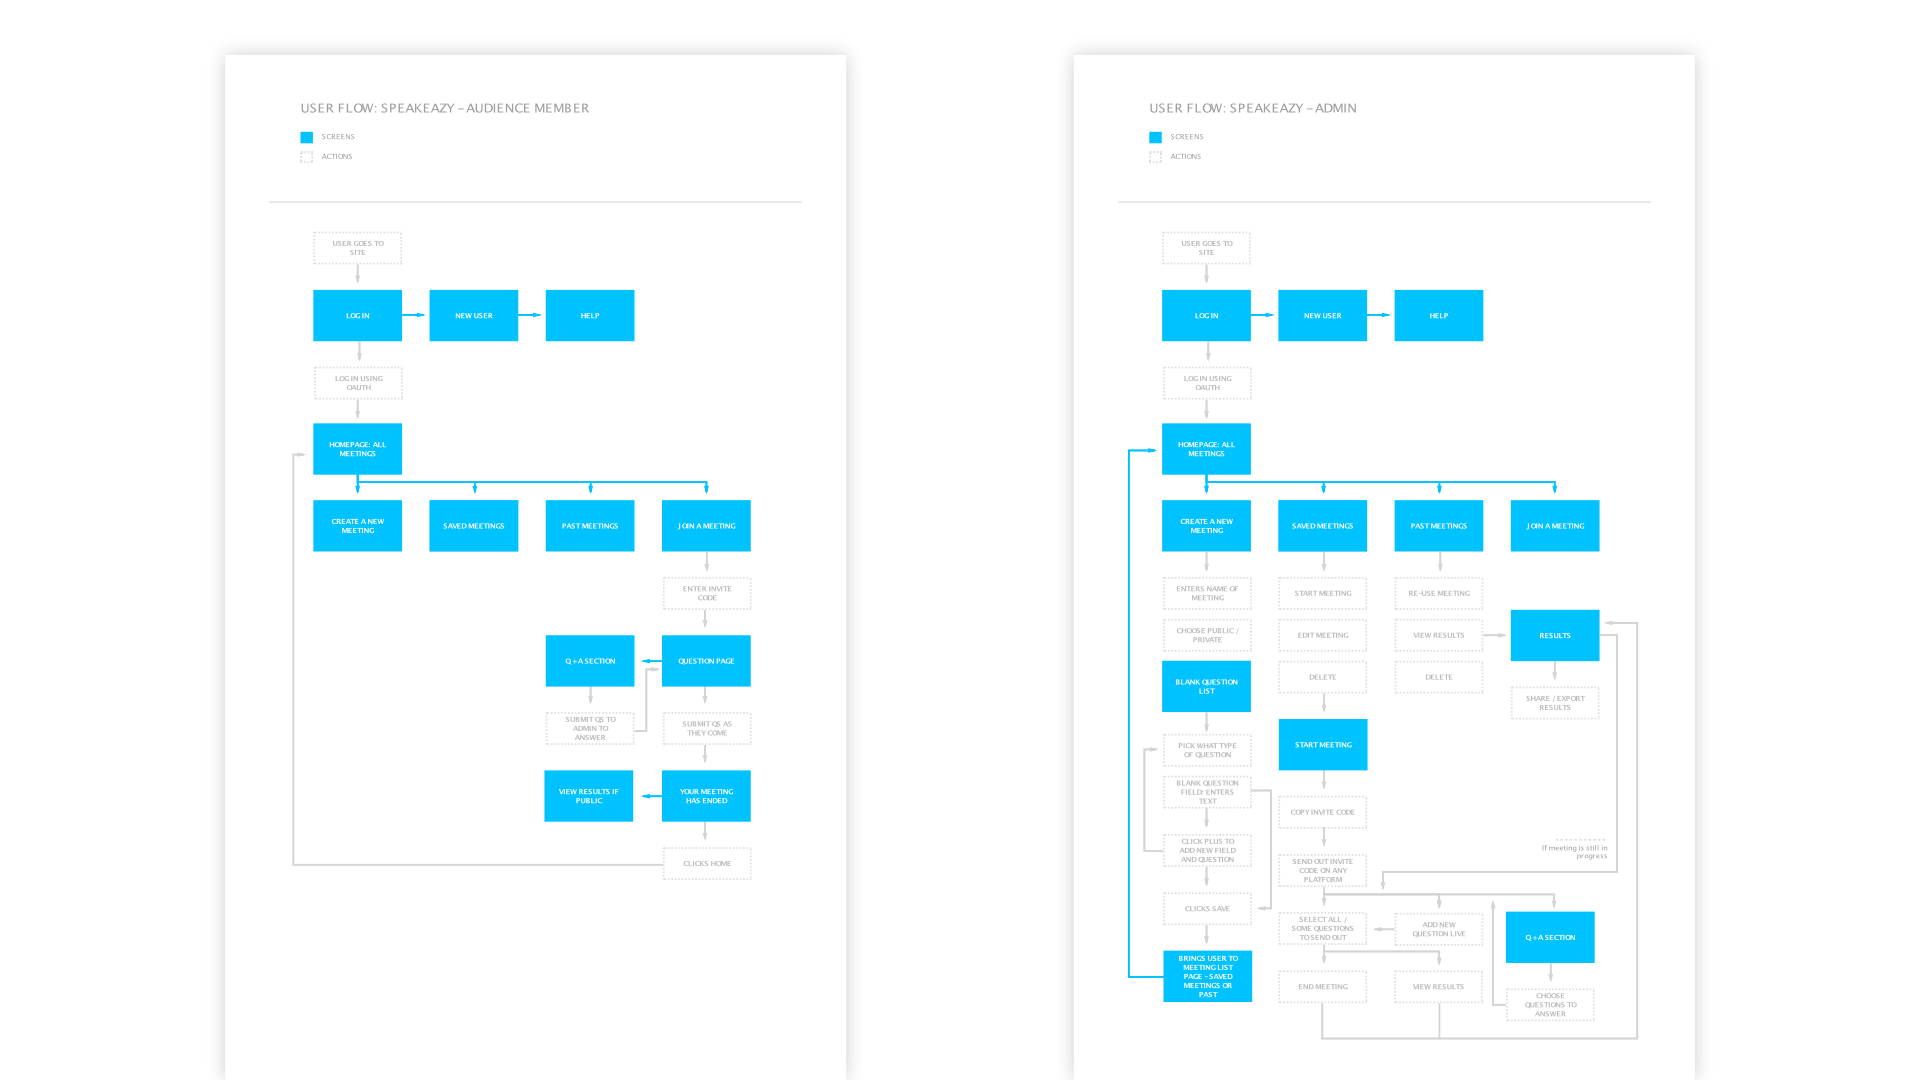 USER FLOW: SPEAKEAZY – AUDIENCE MEMBER
SCREENS
ACTIONS
USER GOES TO
SITE
LOG IN
NEW USER
HELP
LOG IN USING
OAUTH
HOMEPAGE: ALL
MEETINGS
CREATE A NEW
MEETING
SAVED MEETINGS
PAST MEETINGS
JOIN A MEETING
ENTER INVITE
CODE
Q + A SECTION
QUESTION PAGE
SUBMIT QS TO
ADMIN TO
ANSWER
SUBMIT QS AS
THEY COME
VIEW RESULTS IF
PUBLIC
YOUR MEETING
HAS ENDED
CLICKS HOME
USER FLOW: SPEAKEAZY – ADMIN
SCREENS
ACTIONS
USER GOES TO
SITE
LOG IN
NEW USER
HELP
LOG IN USING
OAUTH
HOMEPAGE: ALL
MEETINGS
CREATE A NEW
MEETING
SAVED MEETINGS
PAST MEETINGS
JOIN A MEETING
ENTERS NAME OF
MEETING
START MEETING
RE-USE MEETING
CHOOSE PUBLIC /
PRIVATE
EDIT MEETING
VIEW RESULTS
RESULTS
BLANK QUESTION
LIST
DELETE
DELETE
SHARE / EXPORT
RESULTS
PICK WHAT TYPE
OF QUESTION
START MEETING
BLANK QUESTION
FIELD: ENTERS
TEXT
COPY INVITE CODE
CLICK PLUS TO
ADD NEW FIELD
AND QUESTION
If meeting is still in
progress
SEND OUT INVITE
CODE ON ANY
PLATFORM
CLICKS SAVE
SELECT ALL /
SOME QUESTIONS
TO SEND OUT
ADD NEW
QUESTION LIVE
Q + A SECTION
BRINGS USER TO
MEETING LIST
PAGE – SAVED
MEETINGS OR
PAST
END MEETING
VIEW RESULTS
CHOOSE
QUESTIONS TO
ANSWER